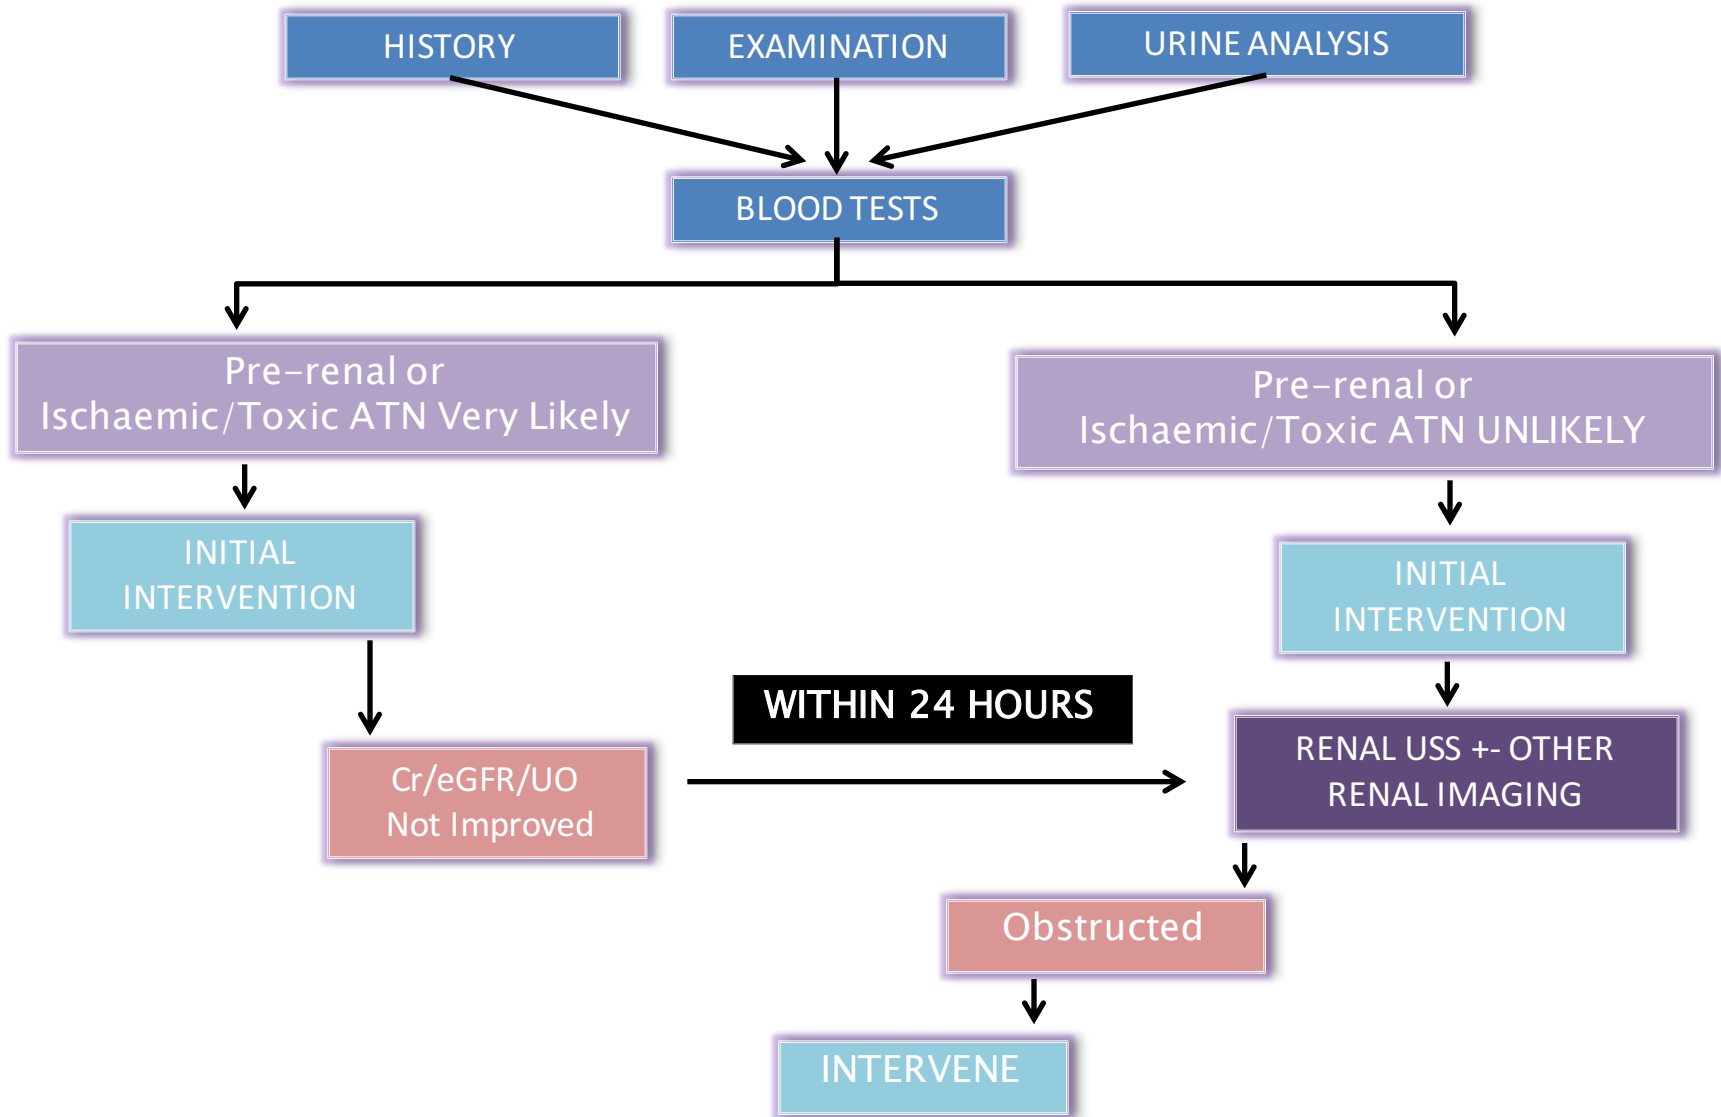 HISTORY
EXAMINATION
URINE ANALYSIS
BLOOD TESTS
Pre-renal or
Ischaemic/Toxic ATN Very Likely
Pre-renal or
Ischaemic/Toxic ATN UNLIKELY
INITIAL
INTERVENTION
INITIAL
INTERVENTION
WITHIN 24 HOURS
Cr/eGFR/UO
Not Improved
RENAL USS +- OTHER
RENAL IMAGING
Obstructed
INTERVENE